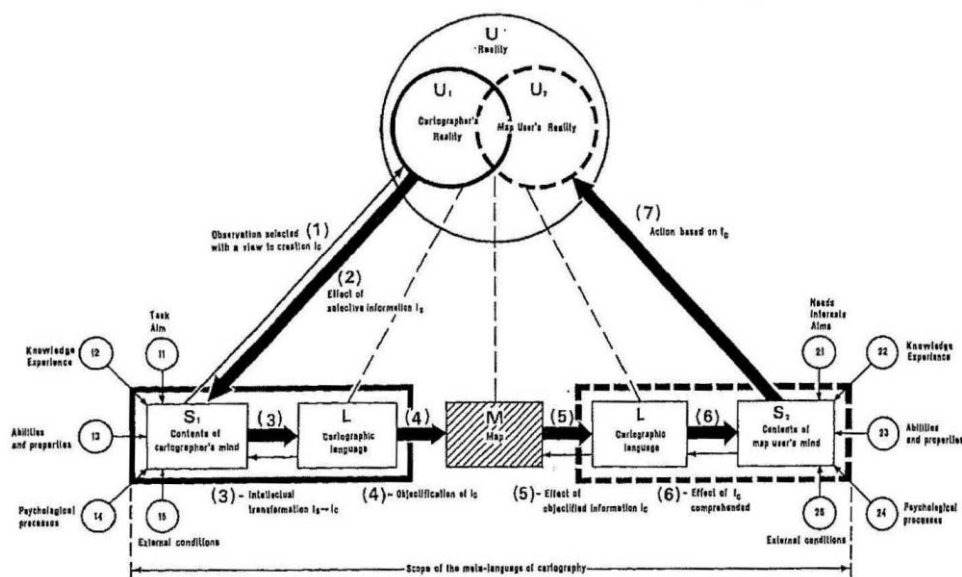 U
Reality
U₁
U₂
Cartographer's
Reality
Map User's Reality
(1)
Observation selected
with a view to creation Ic
(2)
Effect of
selective information Is
(7)
Action based on Ic
Task
Aim
Needs
Interests
Aims
Knowledge
Experience
12
11
21
22
Knowledge
Experience
Abilities
and properties
13
S₁
Contents of
cartographer's mind
(3)
L
Cartographic
language
(4)
M
Map
(5)
L
Cartographic
language
(6)
S₂
Contents of
map user's mind
23
Abilities
and properties
Psychological
processes
14
15
External conditions
(3) - Intellectual
transformation Is – Ic
(4) - Objectification of Ic
(5) - Effect of
objectified information Ic
(6) - Effect of Ic
comprehended
25
External conditions
24
Psychological
processes
Scope of the meta-language of cartography